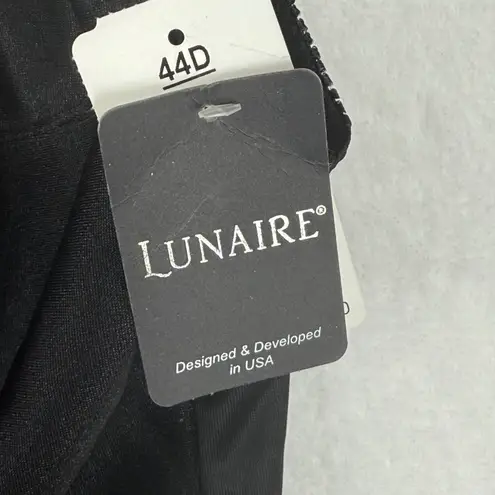 44D
LUNAIRE®
Designed & Developed
in USA
D